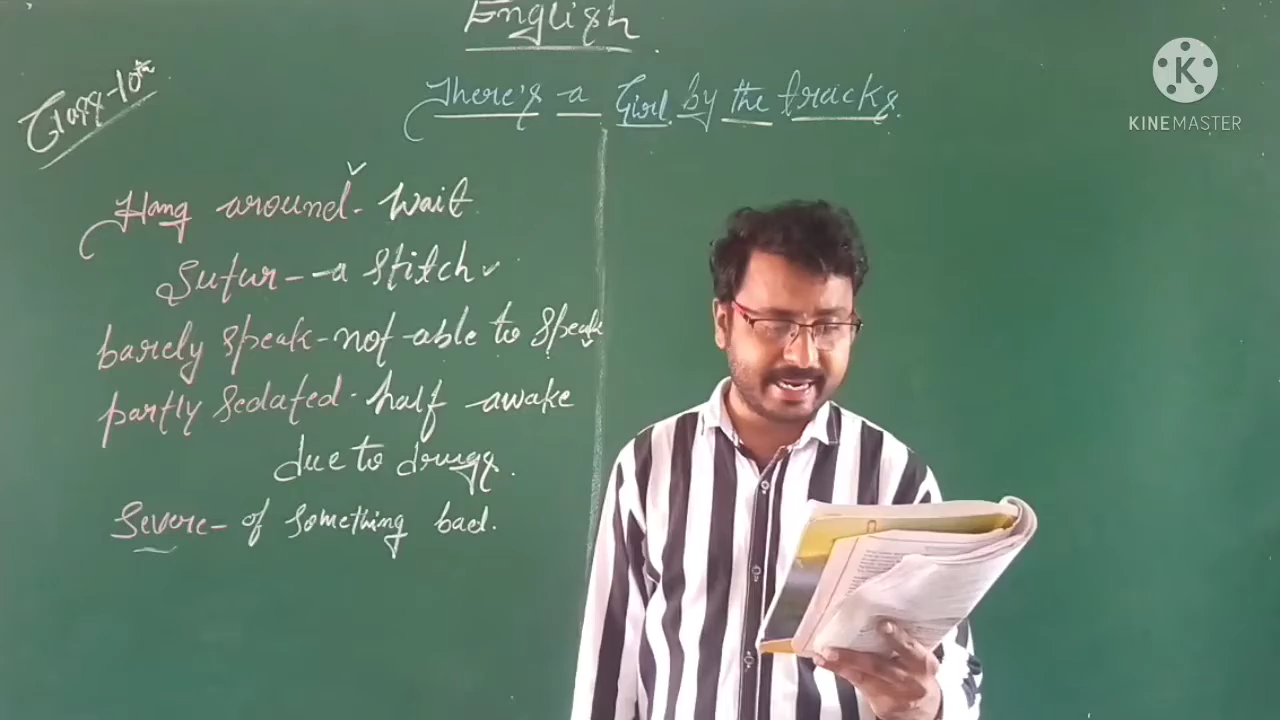 English
Class-10th
There's a Girl by the tracks.
Hang around - Wait
Sutur - a stitch
barely speak - not able to speak
partly sedated - half awake
due to drugs.
Severe - of something bad.
K
KINEMASTER